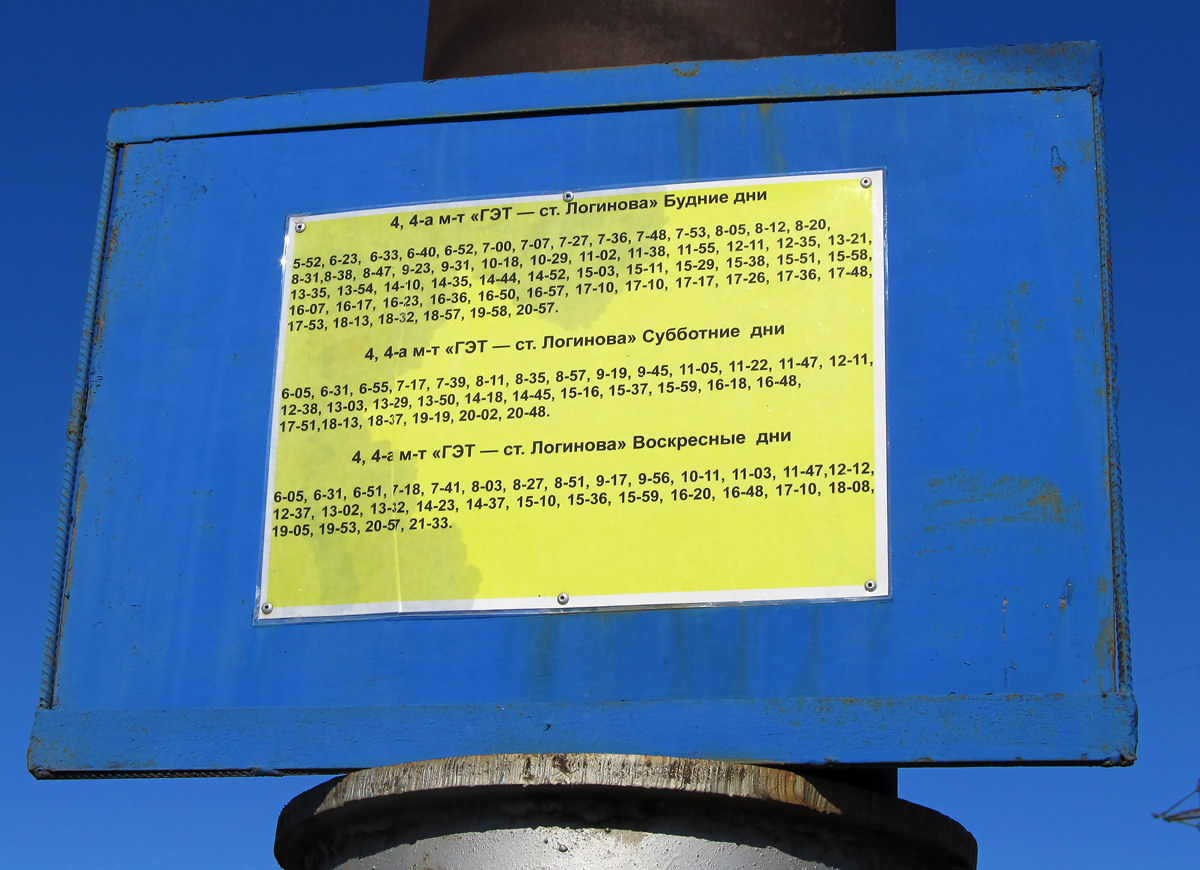 4, 4-а м-т «ГЭТ — ст. Логинова» Будние дни
5-52, 6-23, 6-33, 6-40, 6-52, 7-00, 7-07, 7-27, 7-36, 7-48, 7-53, 8-05, 8-12, 8-20,
8-31,8-38, 8-47, 9-23, 9-31, 10-18, 10-29, 11-02, 11-38, 11-55, 12-11, 12-35, 13-21,
13-35, 13-54, 14-10, 14-35, 14-44, 14-52, 15-03, 15-11, 15-29, 15-38, 15-51, 15-58,
16-07, 16-17, 16-23, 16-36, 16-50, 16-57, 17-10, 17-10, 17-17, 17-26, 17-36, 17-48,
17-53, 18-13, 18-32, 18-57, 19-58, 20-57.
4, 4-а м-т «ГЭТ — ст. Логинова» Субботние дни
6-05, 6-31, 6-55, 7-17, 7-39, 8-11, 8-35, 8-57, 9-19, 9-45, 11-05, 11-22, 11-47, 12-11,
12-38, 13-03, 13-29, 13-50, 14-18, 14-45, 15-16, 15-37, 15-59, 16-18, 16-48,
17-51,18-13, 18-37, 19-19, 20-02, 20-48.
4, 4-а м-т «ГЭТ — ст. Логинова» Воскресные дни
6-05, 6-31, 6-51, 7-18, 7-41, 8-03, 8-27, 8-51, 9-17, 9-56, 10-11, 11-03, 11-47,12-12,
12-37, 13-02, 13-32, 14-23, 14-37, 15-10, 15-36, 15-59, 16-20, 16-48, 17-10, 18-08,
19-05, 19-53, 20-57, 21-33.